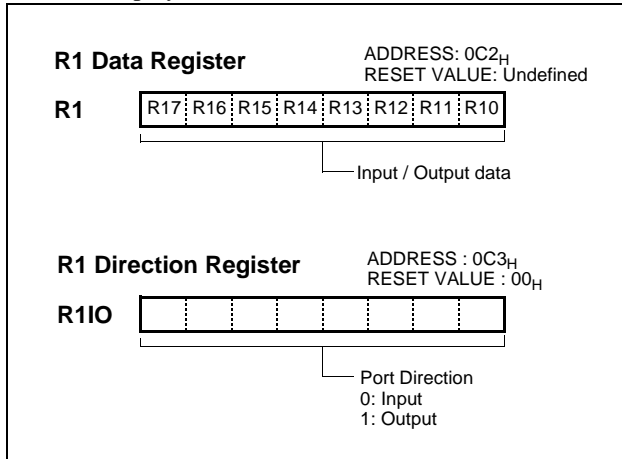 R1 Data Register
ADDRESS: 0C2H
RESET VALUE: Undefined
R1
R17 R16 R15 R14 R13 R12 R11 R10
Input / Output data
R1 Direction Register
ADDRESS : 0C3H
RESET VALUE : 00H
R1IO
Port Direction
0: Input
1: Output